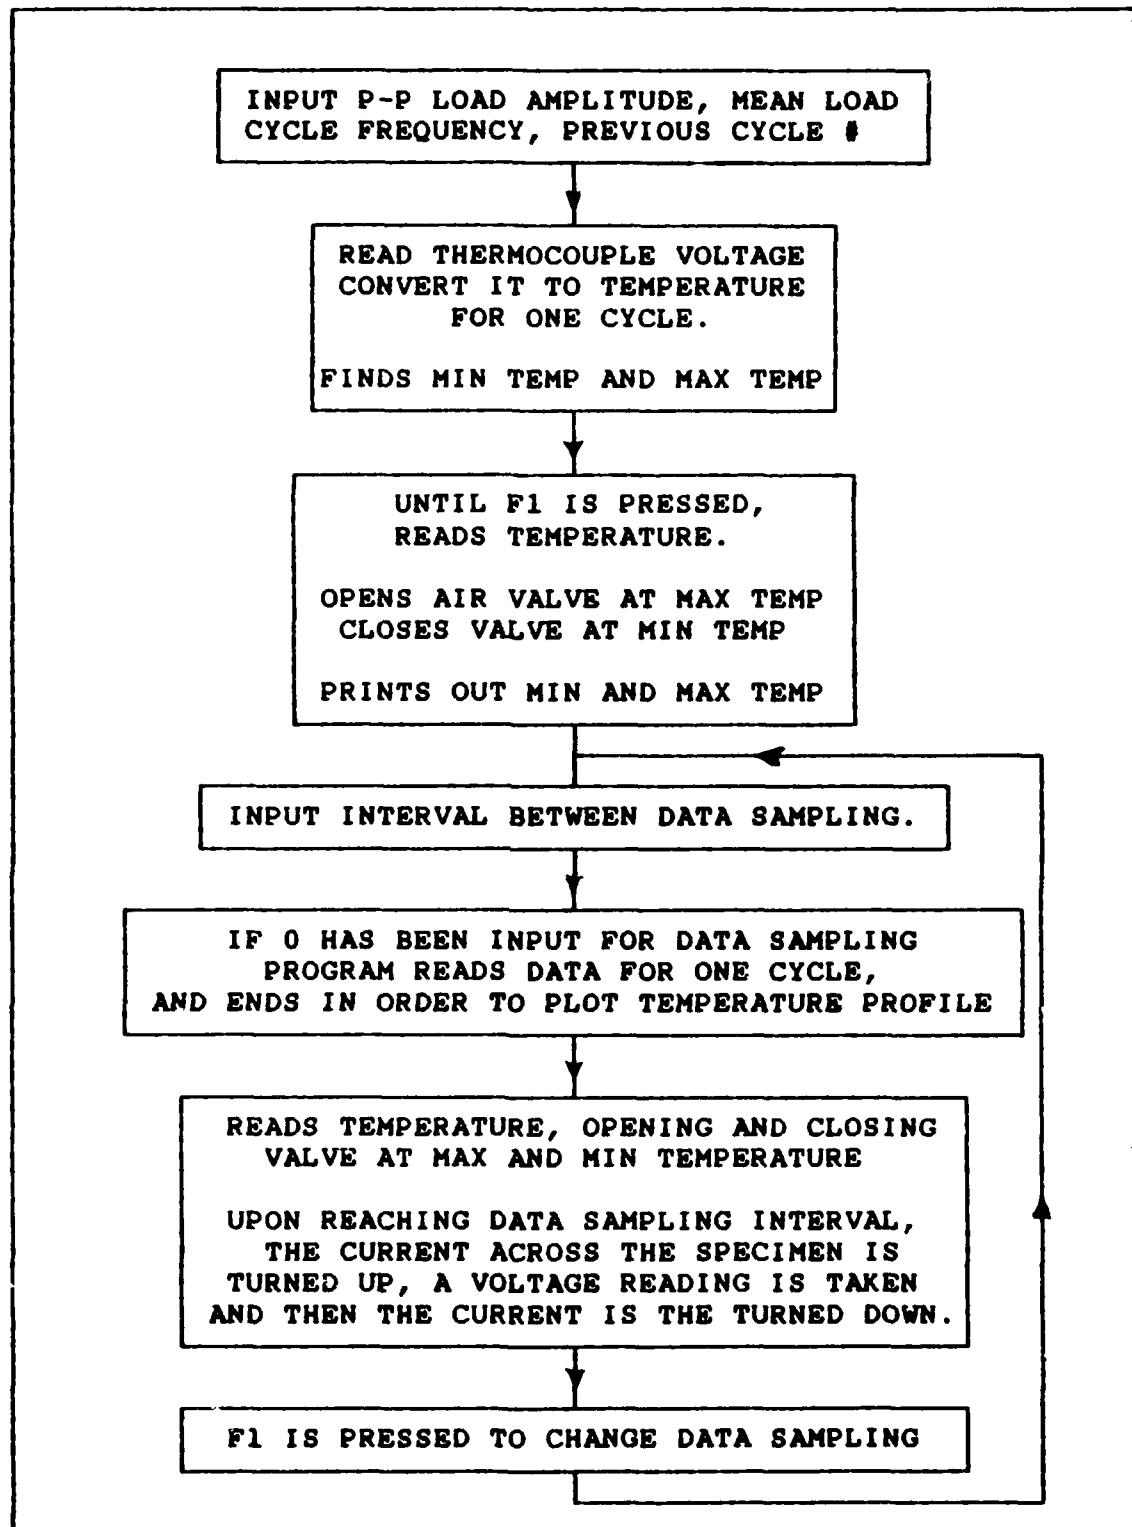 INPUT P-P LOAD AMPLITUDE, MEAN LOAD
CYCLE FREQUENCY, PREVIOUS CYCLE #
READ THERMOCOUPLE VOLTAGE
CONVERT IT TO TEMPERATURE
FOR ONE CYCLE.
FINDS MIN TEMP AND MAX TEMP
UNTIL F1 IS PRESSED,
READS TEMPERATURE.
OPENS AIR VALVE AT MAX TEMP
CLOSES VALVE AT MIN TEMP
PRINTS OUT MIN AND MAX TEMP
INPUT INTERVAL BETWEEN DATA SAMPLING.
IF 0 HAS BEEN INPUT FOR DATA SAMPLING
PROGRAM READS DATA FOR ONE CYCLE,
AND ENDS IN ORDER TO PLOT TEMPERATURE PROFILE
READS TEMPERATURE, OPENING AND CLOSING
VALVE AT MAX AND MIN TEMPERATURE
UPON REACHING DATA SAMPLING INTERVAL,
THE CURRENT ACROSS THE SPECIMEN IS
TURNED UP, A VOLTAGE READING IS TAKEN
AND THEN THE CURRENT IS THE TURNED DOWN.
F1 IS PRESSED TO CHANGE DATA SAMPLING